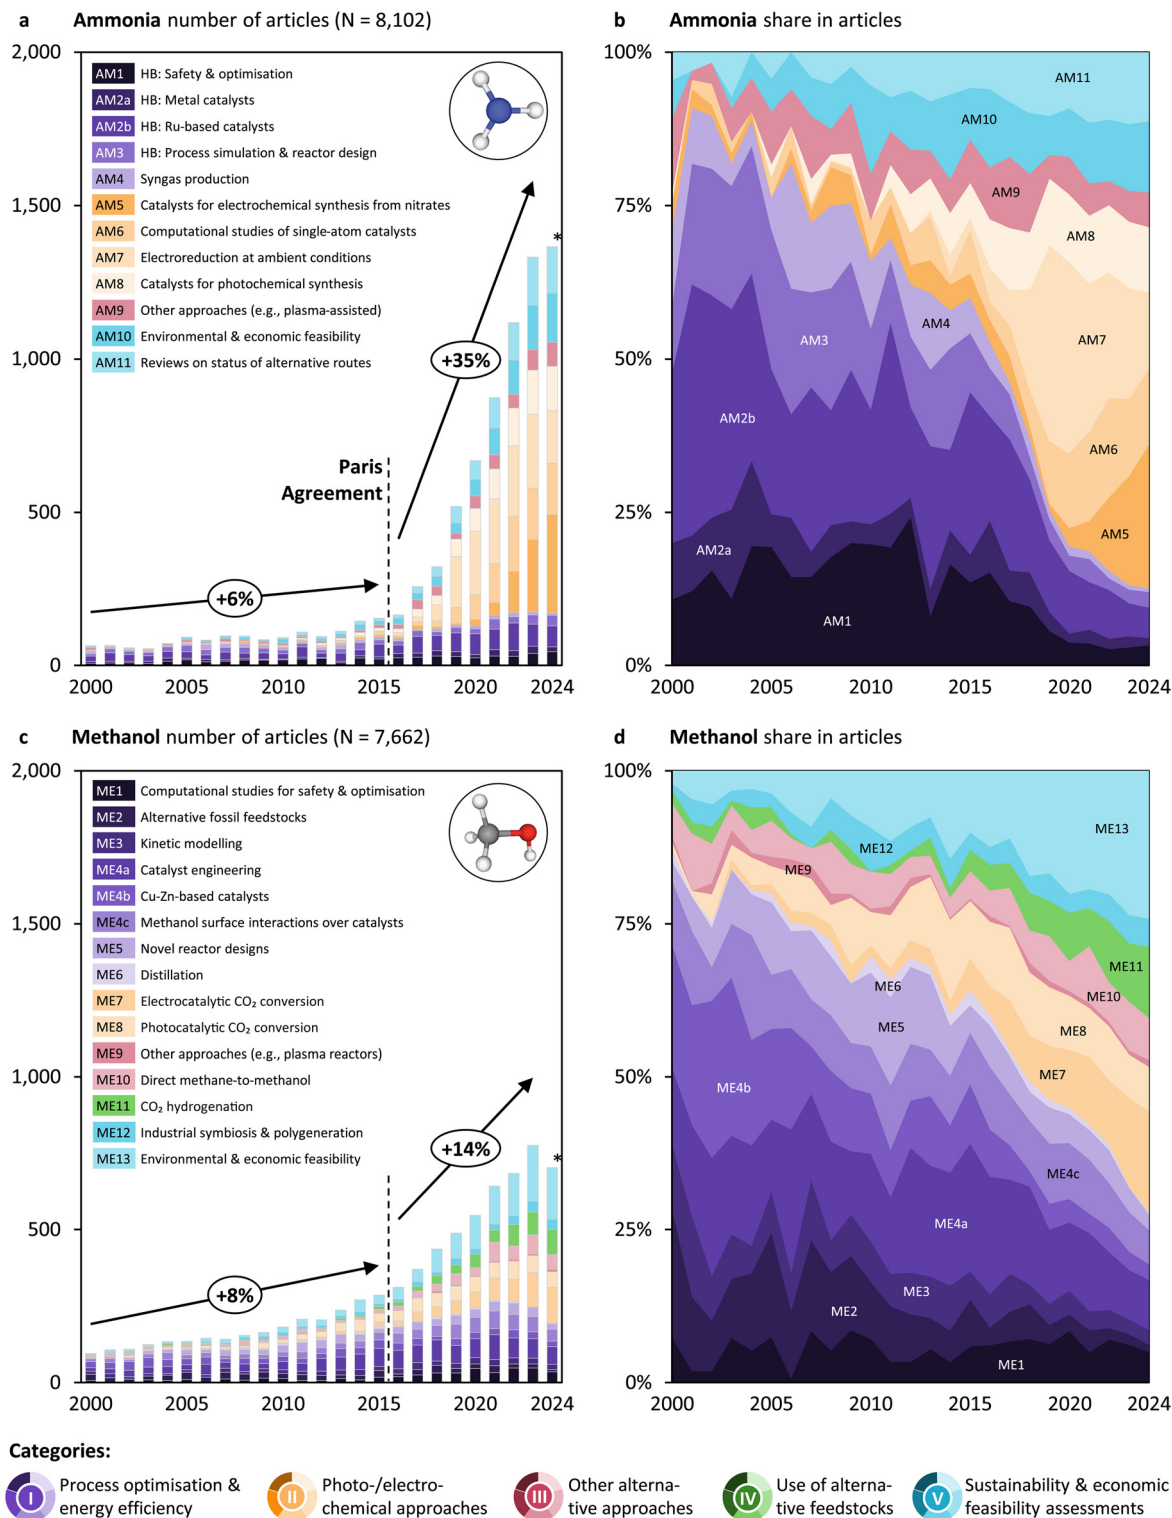 a Ammonia number of articles (N = 8,102)
2,000
1,500
1,000
500
0
AM1 HB: Safety & optimisation
AM2a HB: Metal catalysts
AM2b HB: Ru-based catalysts
AM3 HB: Process simulation & reactor design
AM4 Syngas production
AM5 Catalysts for electrochemical synthesis from nitrates
AM6 Computational studies of single-atom catalysts
AM7 Electroreduction at ambient conditions
AM8 Catalysts for photochemical synthesis
AM9 Other approaches (e.g., plasma-assisted)
AM10 Environmental & economic feasibility
AM11 Reviews on status of alternative routes
*
+35%
Paris
Agreement
+6%
2000 2005 2010 2015 2020 2024
b Ammonia share in articles
100%
75%
50%
25%
0%
AM11
AM10
AM9
AM8
AM4
AM3
AM7
AM2b
AM6
AM5
AM2a
AM1
2000 2005 2010 2015 2020 2024
c Methanol number of articles (N = 7,662)
2,000
1,500
1,000
500
0
ME1 Computational studies for safety & optimisation
ME2 Alternative fossil feedstocks
ME3 Kinetic modelling
ME4a Catalyst engineering
ME4b Cu-Zn-based catalysts
ME4c Methanol surface interactions over catalysts
ME5 Novel reactor designs
ME6 Distillation
ME7 Electrocatalytic CO₂ conversion
ME8 Photocatalytic CO₂ conversion
ME9 Other approaches (e.g., plasma reactors)
ME10 Direct methane-to-methanol
ME11 CO₂ hydrogenation
ME12 Industrial symbiosis & polygeneration
ME13 Environmental & economic feasibility
*
+14%
+8%
2000 2005 2010 2015 2020 2024
d Methanol share in articles
100%
75%
50%
25%
0%
ME13
ME12
ME9
ME11
ME6
ME10
ME5
ME8
ME7
ME4b
ME4c
ME4a
ME3
ME2
ME1
2000 2005 2010 2015 2020 2024
Categories:
I Process optimisation &
energy efficiency
II Photo-/electro-
chemical approaches
III Other alterna-
tive approaches
IV Use of alterna-
tive feedstocks
V Sustainability & economic
feasibility assessments